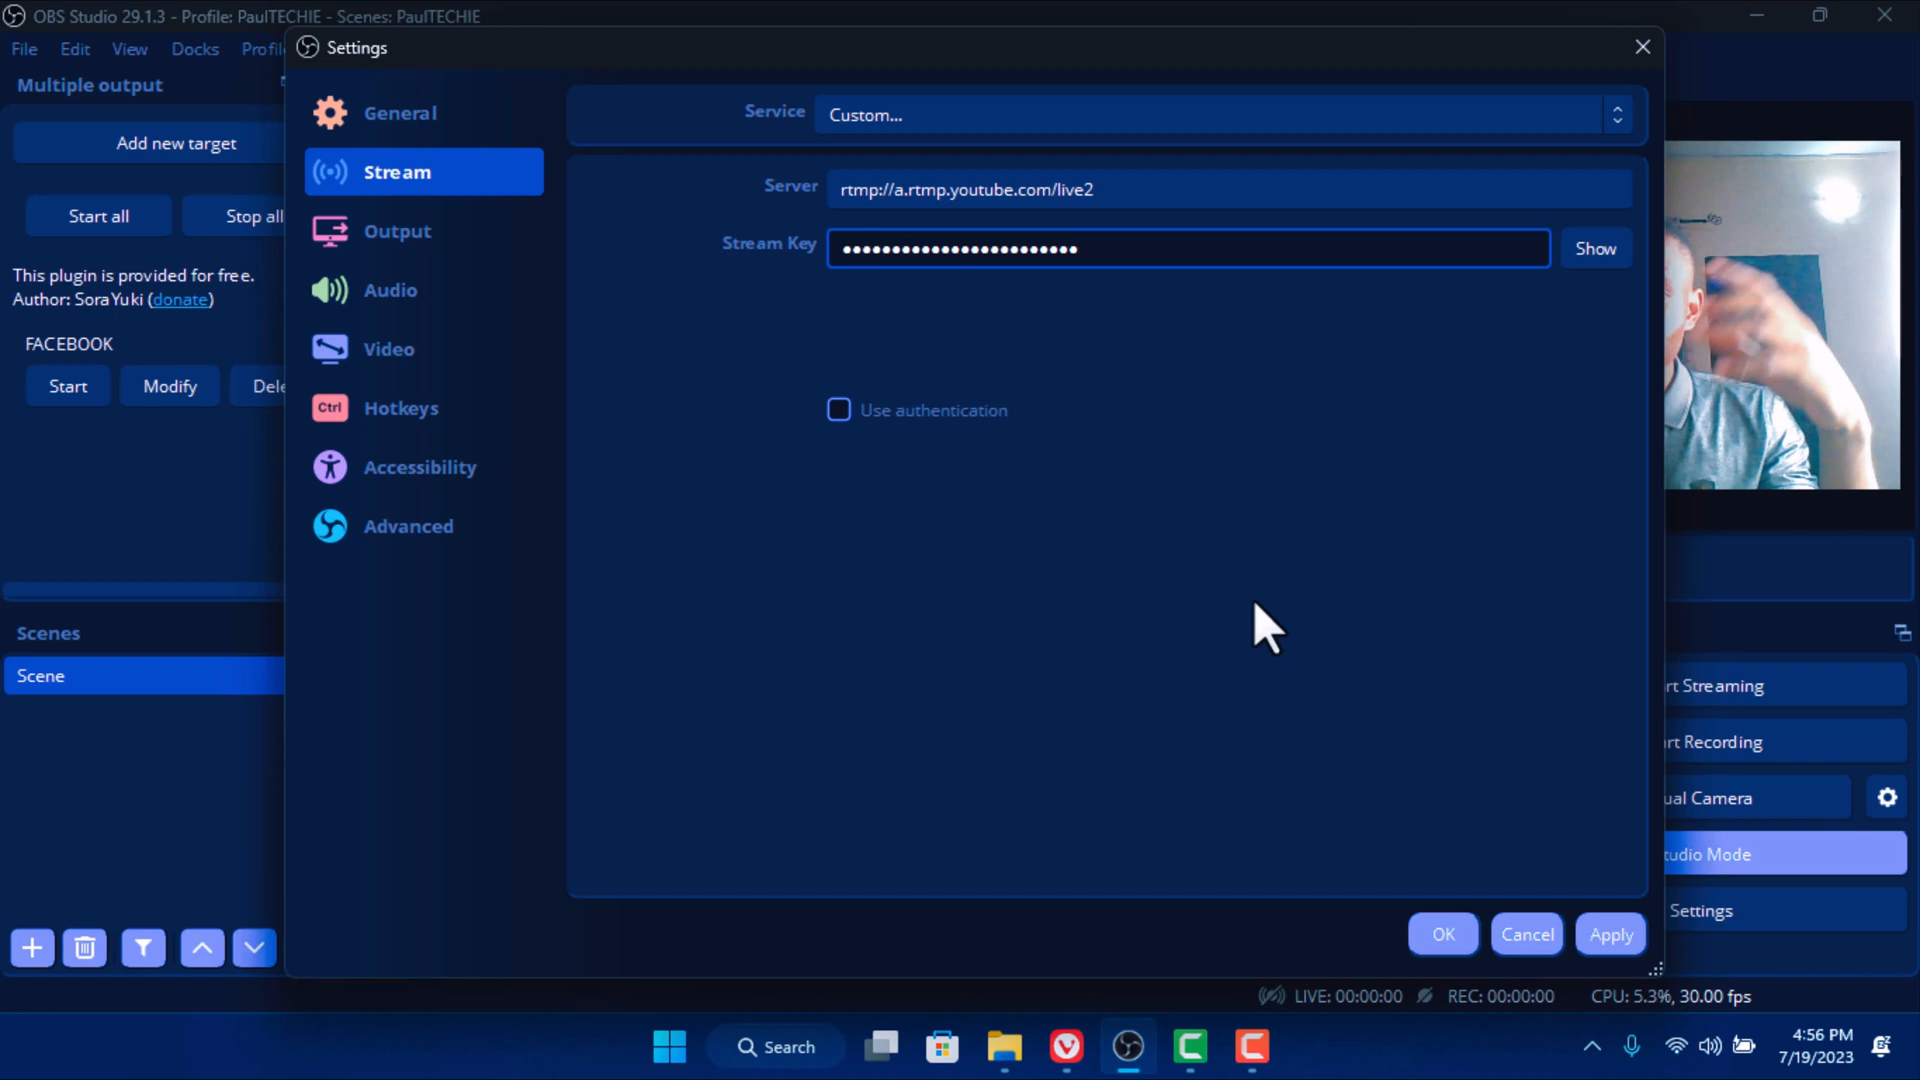 OBS Studio 29.1.3 - Profile: PaulTECHIE - Scenes: PaulTECHIE
File Edit View Docks Profil
Multiple output
Add new target
Start all Stop all
This plugin is provided for free.
Author: SoraYuki (donate)
FACEBOOK
Start Modify Dele
Scenes
Scene
Settings
General
Stream
Output
Audio
Video
Ctrl Hotkeys
Accessibility
Advanced
Service Custom...
Server rtmp://a.rtmp.youtube.com/live2
Stream Key ●●●●●●●●●●●●●●●●●●●●●●●● Show
Use authentication
OK Cancel Apply
rt Streaming
rt Recording
ual Camera
tudio Mode
Settings
LIVE: 00:00:00 REC: 00:00:00 CPU: 5.3%, 30.00 fps
Search
4:56 PM
7/19/2023